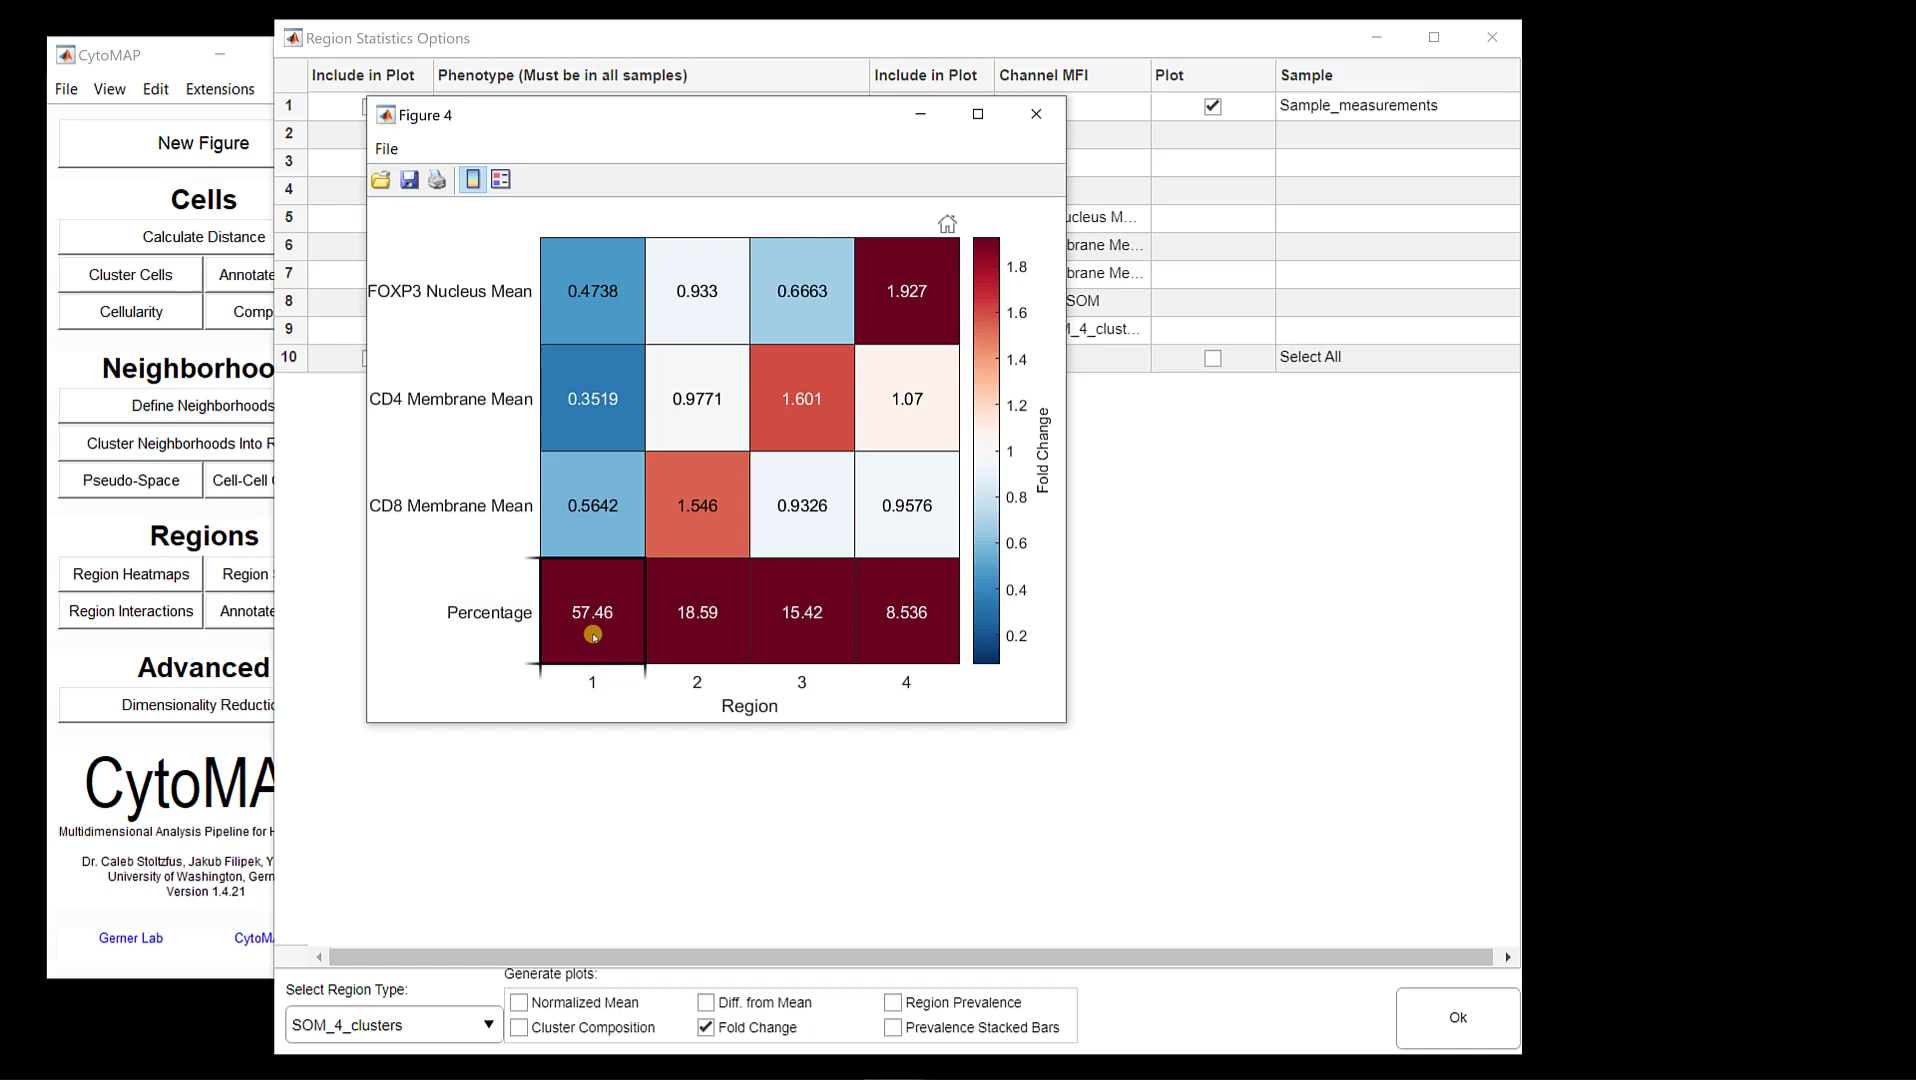 CytoMAP
File View Edit Extensions
New Figure
Cells
Calculate Distance
Cluster Cells Annotate
Cellularity Comp
Neighborhoo
Define Neighborhoods
Cluster Neighborhoods Into R
Pseudo-Space Cell-Cell
Regions
Region Heatmaps Region
Region Interactions Annotate
Advanced
Dimensionality Reducti
CytoMA
Multidimensional Analysis Pipeline for H
Dr. Caleb Stoltzfus, Jakub Filipek, Y
University of Washington, Gern
Version 1.4.21
Gerner Lab CytoMA
Region Statistics Options
Include in Plot Phenotype (Must be in all samples) Include in Plot Channel MFI Plot Sample
1 Sample_measurements
2
3
4
5 ucleus M...
6 brane Me...
7 brane Me...
8 SOM
9 M_4_clust...
10 Select All
Figure 4
File
FOXP3 Nucleus Mean 0.4738 0.933 0.6663 1.927
CD4 Membrane Mean 0.3519 0.9771 1.601 1.07
CD8 Membrane Mean 0.5642 1.546 0.9326 0.9576
Percentage 57.46 18.59 15.42 8.536
1 2 3 4
Region
1.8
1.6
1.4
1.2
1
0.8
0.6
0.4
0.2
Fold Change
Select Region Type:
SOM_4_clusters
Generate plots:
Normalized Mean Diff. from Mean Region Prevalence
Cluster Composition Fold Change Prevalence Stacked Bars
Ok